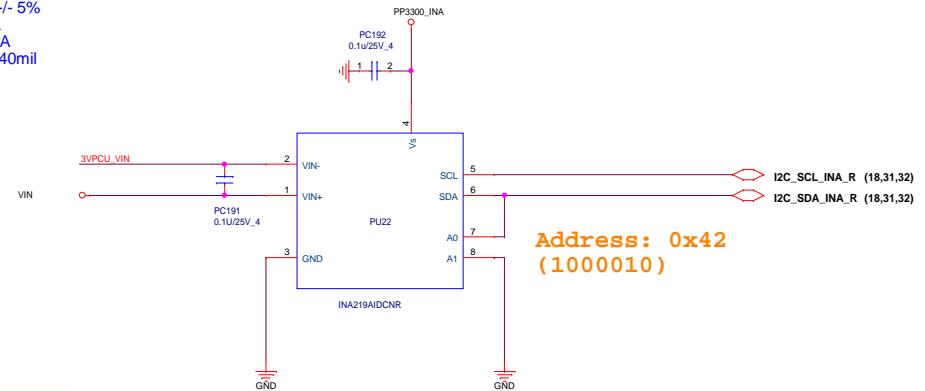 /- 5%
A
40mil
PP3300_INA
PC192
0.1u/25V_4
1 2
4
Vs
3VPCU_VIN
2
VIN-
5
SCL
I2C_SCL_INA_R (18,31,32)
VIN
1
VIN+
6
SDA
I2C_SDA_INA_R (18,31,32)
PC191
0.1U/25V_4
PU22
7
A0
Address: 0x42
(1000010)
3
GND
8
A1
INA219AIDCNR
GND
GND